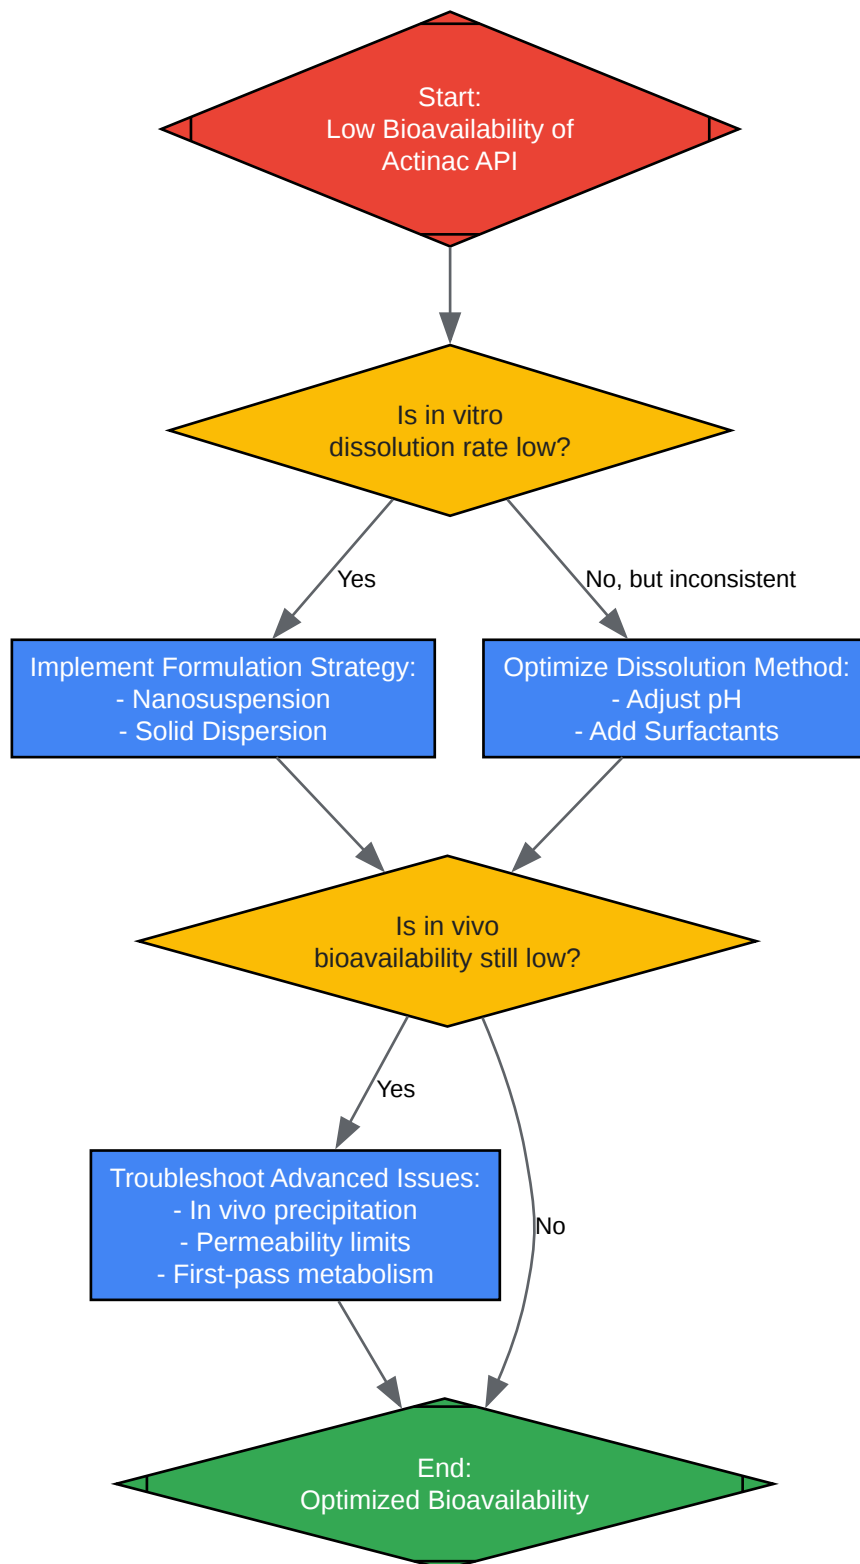 Start:
Low Bioavailability of
Actinac API
Is in vitro
dissolution rate low?
Yes
No, but inconsistent
Implement Formulation Strategy:
- Nanosuspension
- Solid Dispersion
Optimize Dissolution Method:
- Adjust pH
- Add Surfactants
Is in vivo
bioavailability still low?
Yes
Troubleshoot Advanced Issues:
- In vivo precipitation
- Permeability limits
- First-pass metabolism
No
End:
Optimized Bioavailability